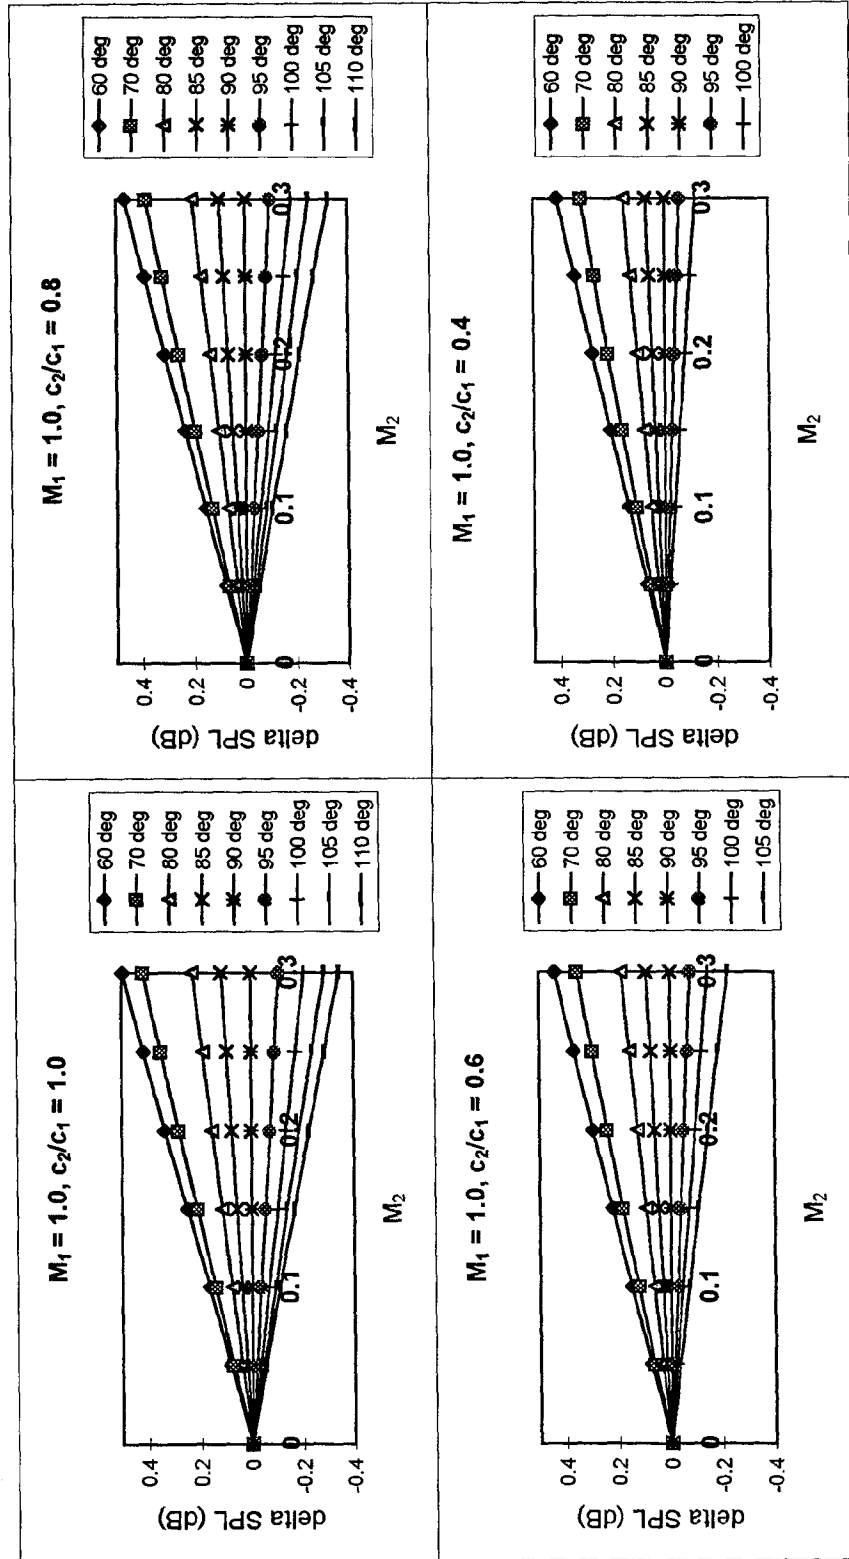 M₁ = 1.0, c₂/c₁ = 1.0
delta SPL (dB)
0.4
0.2
0
-0.2
-0.4
0
0.1
0.2
0.3
M₂
60 deg
70 deg
80 deg
85 deg
90 deg
95 deg
100 deg
105 deg
110 deg
M₁ = 1.0, c₂/c₁ = 0.8
delta SPL (dB)
0.4
0.2
0
-0.2
-0.4
0
0.1
0.2
0.3
M₂
60 deg
70 deg
80 deg
85 deg
90 deg
95 deg
100 deg
105 deg
110 deg
M₁ = 1.0, c₂/c₁ = 0.6
delta SPL (dB)
0.4
0.2
0
-0.2
-0.4
0
0.1
0.2
0.3
M₂
60 deg
70 deg
80 deg
85 deg
90 deg
95 deg
100 deg
105 deg
M₁ = 1.0, c₂/c₁ = 0.4
delta SPL (dB)
0.4
0.2
0
-0.2
-0.4
0
0.1
0.2
0.3
M₂
60 deg
70 deg
80 deg
85 deg
90 deg
95 deg
100 deg